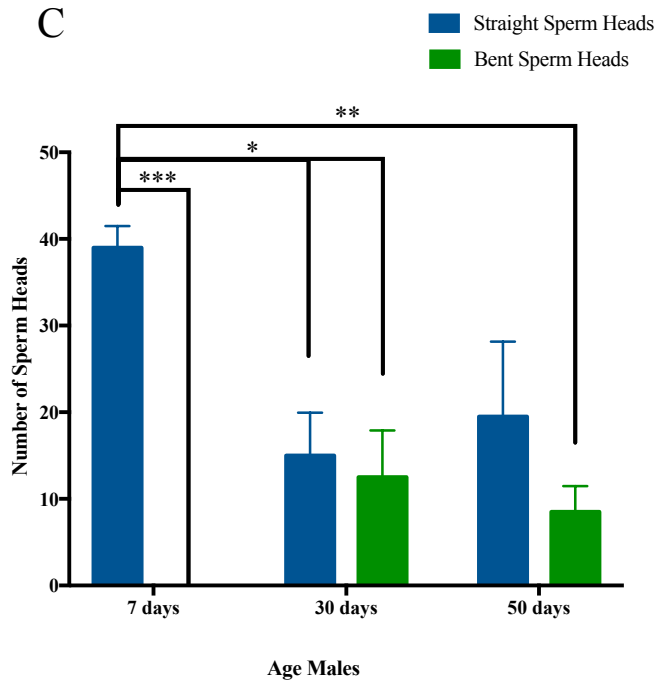 C
Straight Sperm Heads
Bent Sperm Heads
**
*
***
50
40
30
20
10
0
Number of Sperm Heads
7 days
30 days
50 days
Age Males